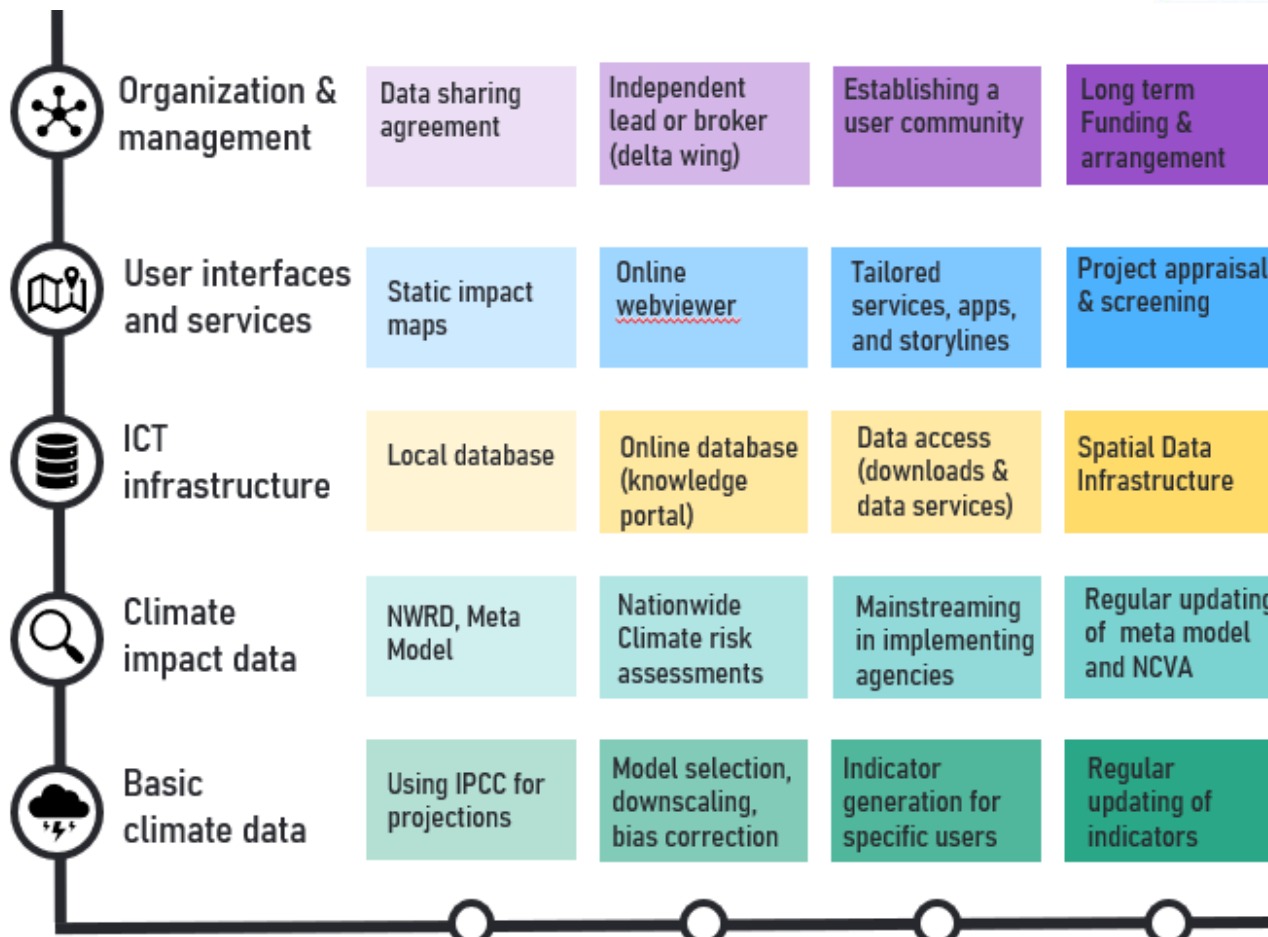 Organization &
management
Data sharing
agreement
Independent
lead or broker
(delta wing)
Establishing a
user community
Long term
Funding &
arrangement
User interfaces
and services
Static impact
maps
Online
webviewer
Tailored
services, apps,
and storylines
Project appraisal
& screening
ICT
infrastructure
Local database
Online database
(knowledge
portal)
Data access
(downloads &
data services)
Spatial Data
Infrastructure
Climate
impact data
NWRD, Meta
Model
Nationwide
Climate risk
assessments
Mainstreaming
in implementing
agencies
Regular updating
of meta model
and NCVA
Basic
climate data
Using IPCC for
projections
Model selection,
downscaling,
bias correction
Indicator
generation for
specific users
Regular
updating of
indicators